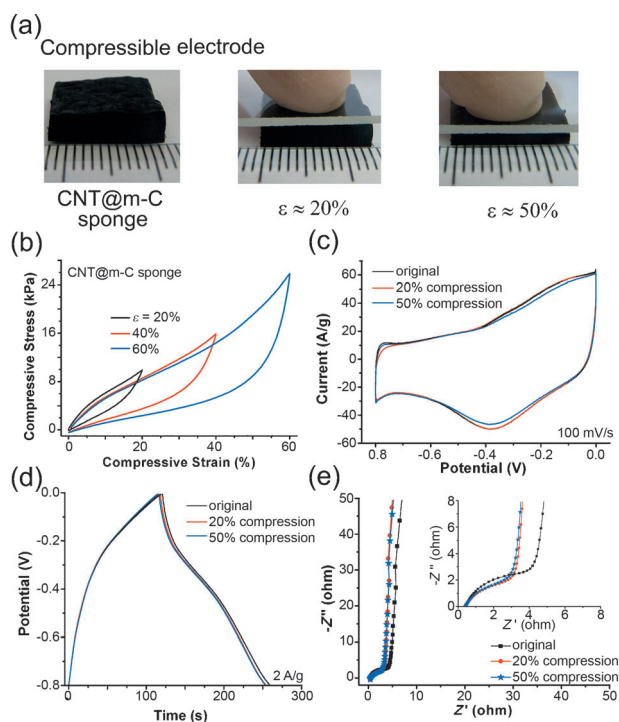 (a)
Compressible electrode
CNT@m-C
sponge
ε ≈ 20%
ε ≈ 50%
(b)
CNT@m-C sponge
ε = 20%
40%
60%
Compressive Stress (kPa)
24
16
8
0
0 20 40 60
Compressive Strain (%)
(c)
original
20% compression
50% compression
Current (A/g)
60
40
20
0
-20
-40
-60
0.8 -0.6 -0.4 -0.2 0.0
100 mV/s
Potential (V)
(d)
original
20% compression
50% compression
Potential (V)
0.0
-0.2
-0.4
-0.6
-0.8
2 A/g
0 50 100 150 200 250 300
Time (s)
(e)
-Z'' (ohm)
50
40
30
20
10
0
0 10 20 30 40 50
Z' (ohm)
-Z'' (ohm)
8
6
4
2
0
0 2 4 6 8
Z' (ohm)
original
20% compression
50% compression